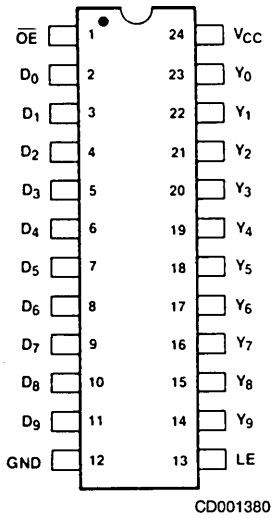 O̅E̅ 1 24 V_CC
D₀ 2 23 Y₀
D₁ 3 22 Y₁
D₂ 4 21 Y₂
D₃ 5 20 Y₃
D₄ 6 19 Y₄
D₅ 7 18 Y₅
D₆ 8 17 Y₆
D₇ 9 16 Y₇
D₈ 10 15 Y₈
D₉ 11 14 Y₉
GND 12 13 LE
CD001380